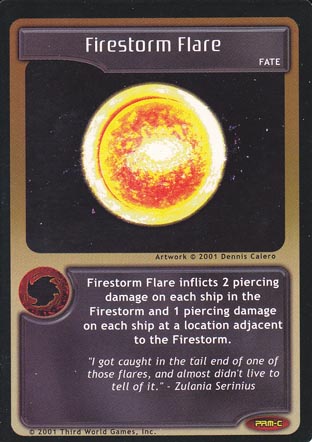 Firestorm Flare
FATE
Artwork © 2001 Dennis Calero
Firestorm Flare inflicts 2 piercing
damage on each ship in the
Firestorm and 1 piercing damage
on each ship at a location adjacent
to the Firestorm.
"I got caught in the tail end of one of
those flares, and almost didn't live to
tell of it." - Zulania Serinius
© 2001 Third World Games, Inc.
PRM-C